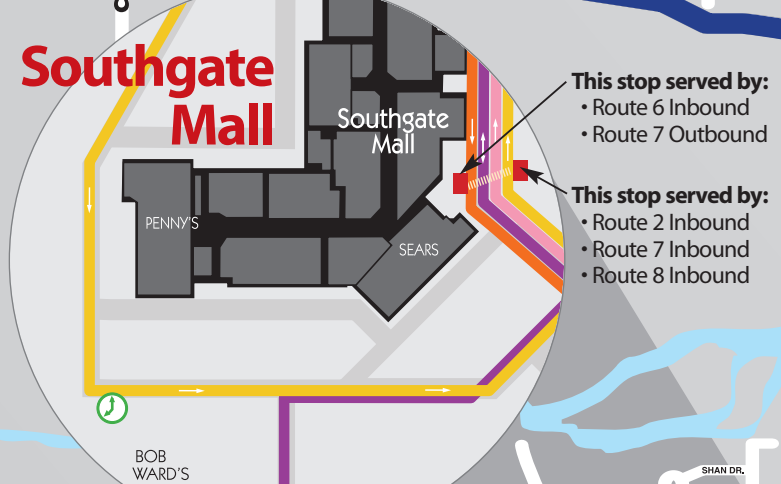 Southgate
Mall
Southgate
Mall
This stop served by:
• Route 6 Inbound
• Route 7 Outbound
This stop served by:
• Route 2 Inbound
• Route 7 Inbound
• Route 8 Inbound
PENNY'S
SEARS
BOB
WARD'S
SHAN DR.